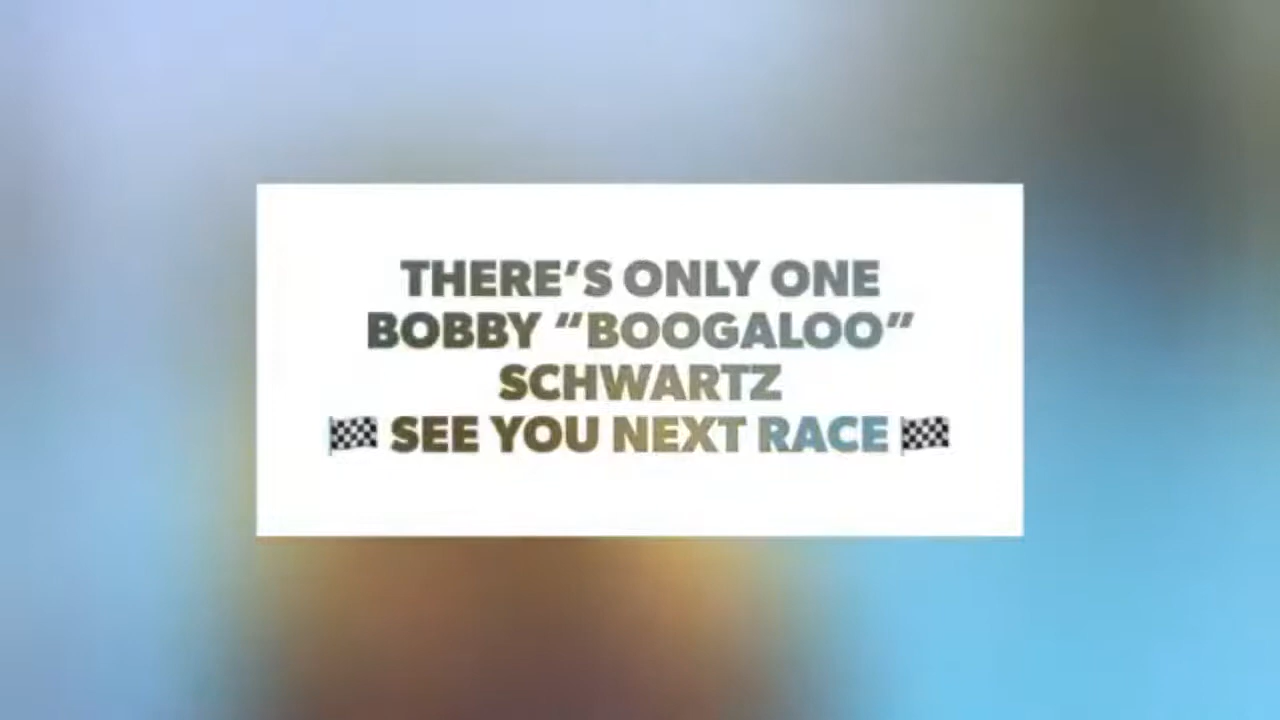 THERE’S ONLY ONE
BOBBY “BOOGALOO”
SCHWARTZ
🏁 SEE YOU NEXT RACE 🏁